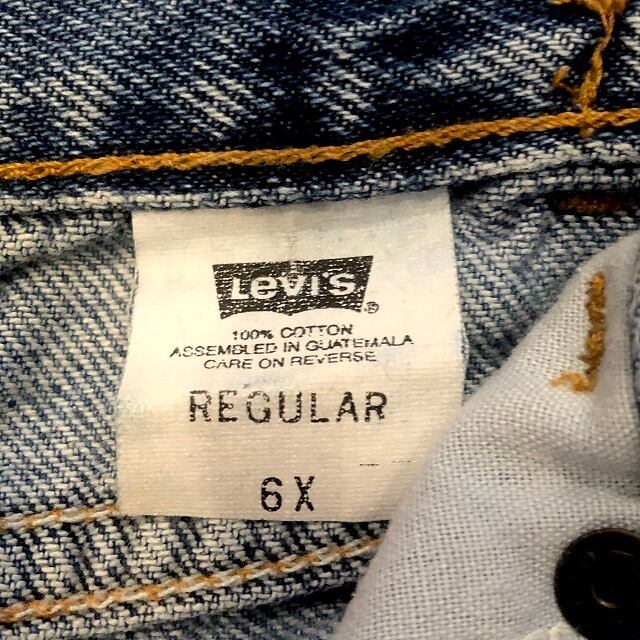 Levi's®
100% COTTON
ASSEMBLED IN GUATEMALA
CARE ON REVERSE
REGULAR
6X